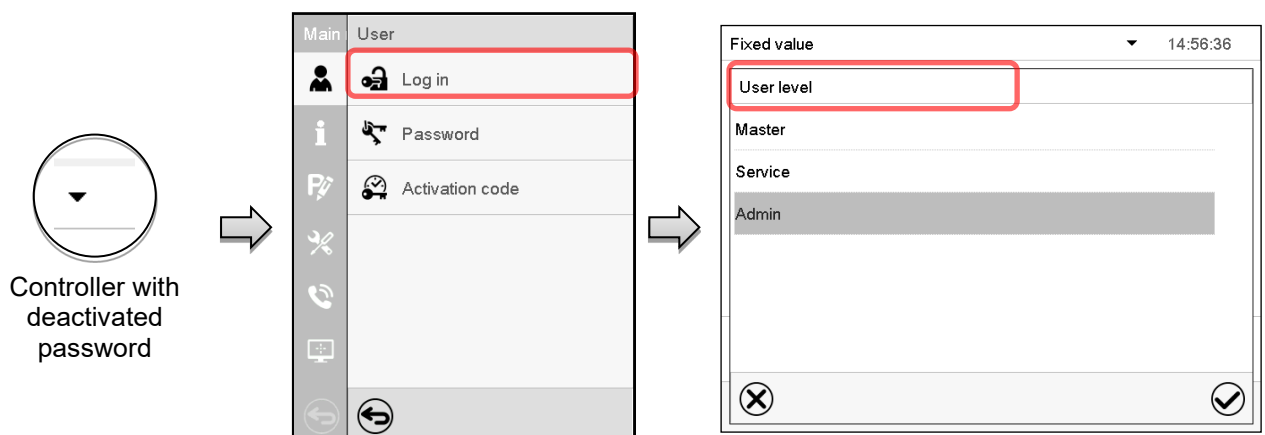 Controller with
deactivated
password
Main
User
Log in
Password
Activation code
Fixed value
14:56:36
User level
Master
Service
Admin